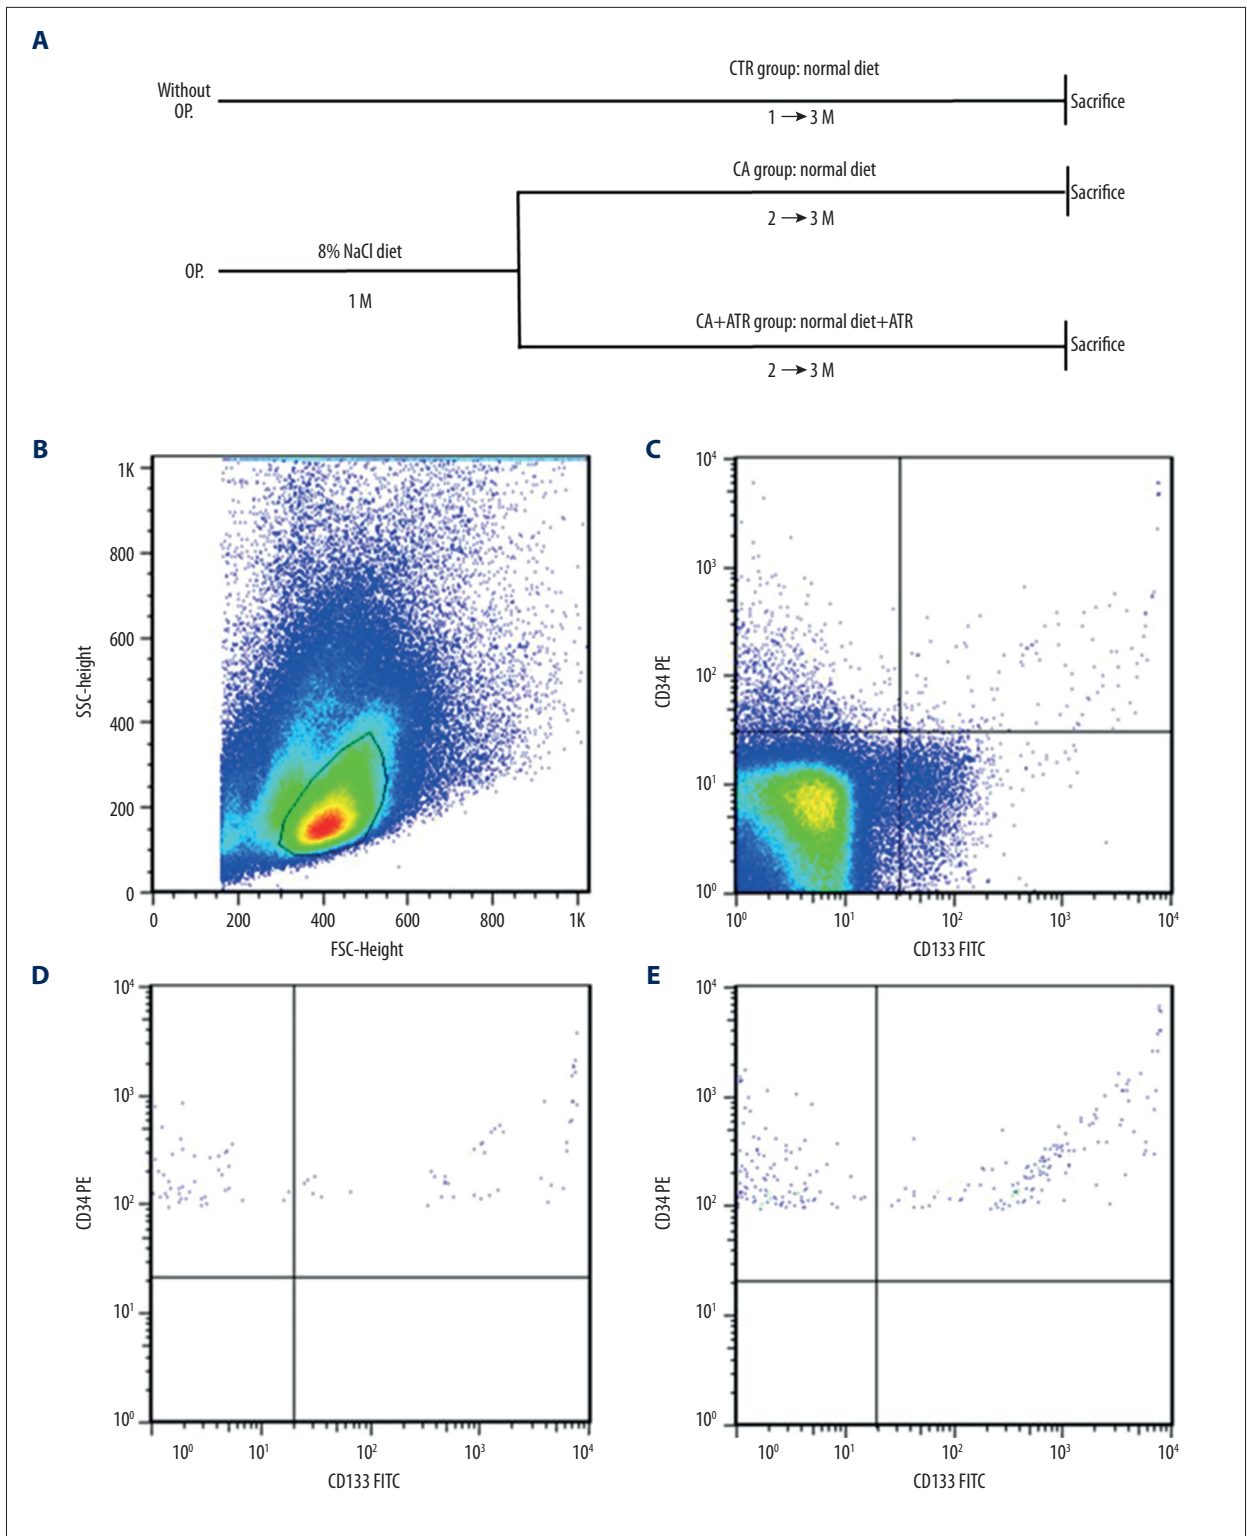 A
CTR group: normal diet
Without
OP.
Sacrifice
1 → 3 M
CA group: normal diet
Sacrifice
2 → 3 M
8% NaCl diet
OP.
1 M
CA+ATR group: normal diet+ATR
Sacrifice
2 → 3 M
B
1K
800
600
400
200
0
SSC-height
0 200 400 600 800 1K
FSC-Height
C
10⁴
10³
10²
10¹
10⁰
CD34 PE
10⁰ 10¹ 10² 10³ 10⁴
CD133 FITC
D
10⁴
10³
10²
10¹
10⁰
CD34 PE
10⁰ 10¹ 10² 10³ 10⁴
CD133 FITC
E
10⁴
10³
10²
10¹
10⁰
CD34 PE
10⁰ 10¹ 10² 10³ 10⁴
CD133 FITC